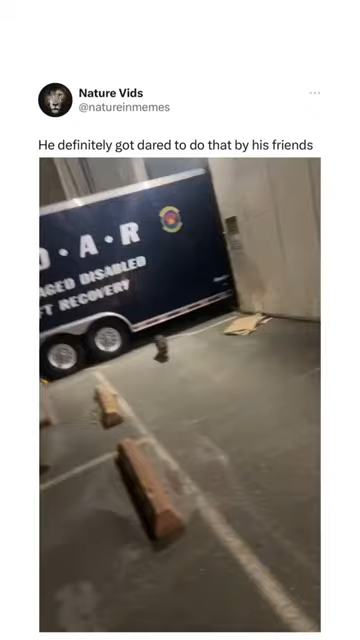 Nature Vids
@natureinmemes
He definitely got dared to do that by his friends
A•R
AGED DISABLED
FT RECOVERY